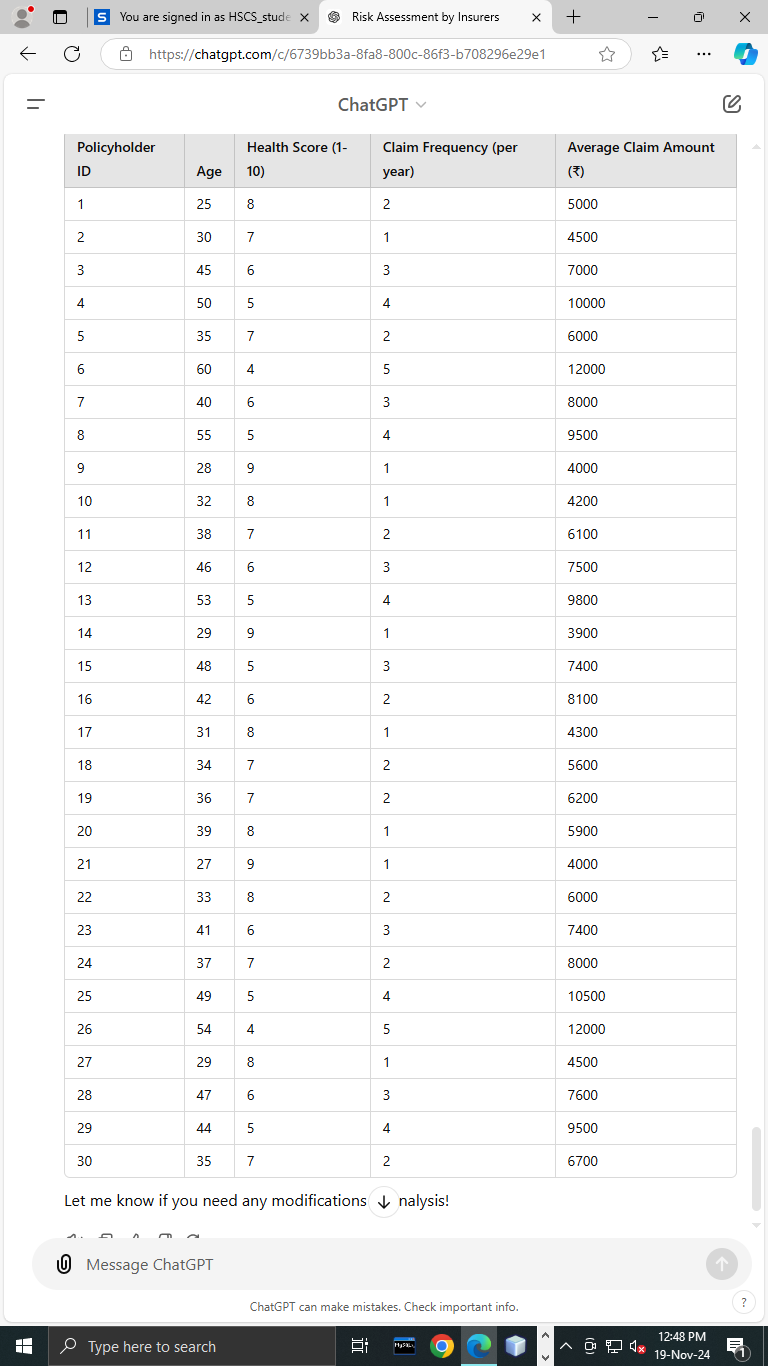 You are signed in as HSCS_stude
Risk Assessment by Insurers
https://chatgpt.com/c/6739bb3a-8fa8-800c-86f3-b708296e29e1
ChatGPT
Policyholder ID Age Health Score (1-10) Claim Frequency (per year) Average Claim Amount (₹)
1 25 8 2 5000
2 30 7 1 4500
3 45 6 3 7000
4 50 5 4 10000
5 35 7 2 6000
6 60 4 5 12000
7 40 6 3 8000
8 55 5 4 9500
9 28 9 1 4000
10 32 8 1 4200
11 38 7 2 6100
12 46 6 3 7500
13 53 5 4 9800
14 29 9 1 3900
15 48 5 3 7400
16 42 6 2 8100
17 31 8 1 4300
18 34 7 2 5600
19 36 7 2 6200
20 39 8 1 5900
21 27 9 1 4000
22 33 8 2 6000
23 41 6 3 7400
24 37 7 2 8000
25 49 5 4 10500
26 54 4 5 12000
27 29 8 1 4500
28 47 6 3 7600
29 44 5 4 9500
30 35 7 2 6700
Let me know if you need any modifications nalysis!
Message ChatGPT
ChatGPT can make mistakes. Check important info.
?
Type here to search
MySQL
12:48 PM
19-Nov-24
1